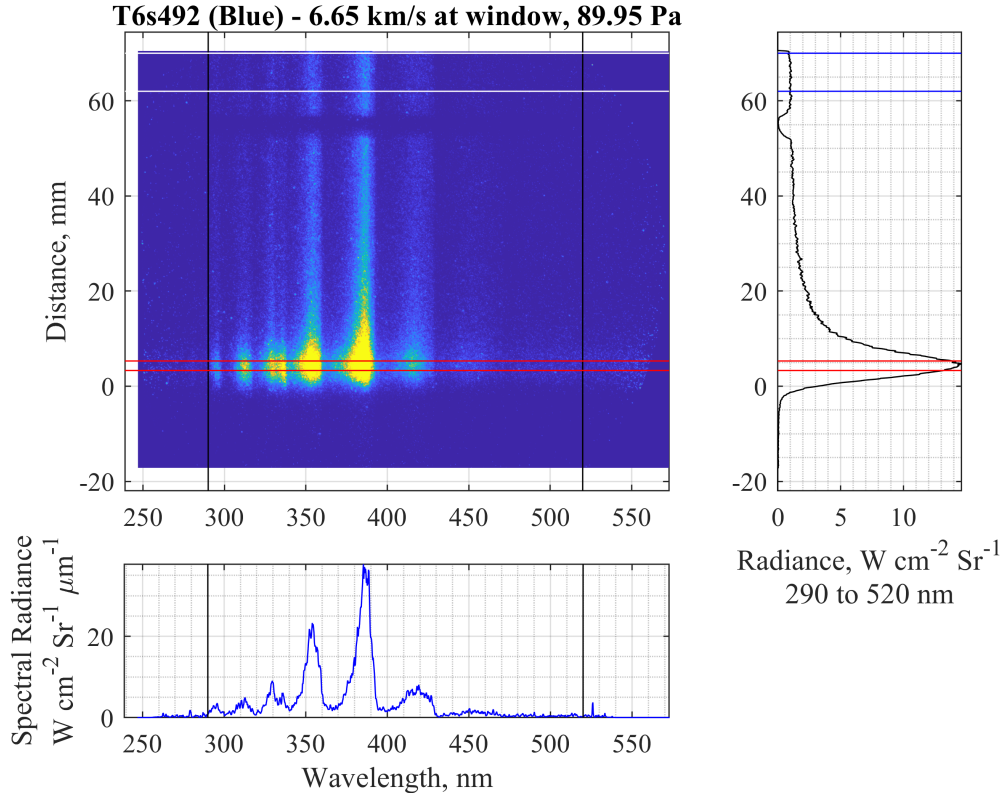 T6s492 (Blue) - 6.65 km/s at window, 89.95 Pa
Distance, mm
60
40
20
0
-20
250 300 350 400 450 500 550
60
40
20
0
-20
0 5 10
Radiance, W cm⁻² Sr⁻¹
290 to 520 nm
Spectral Radiance
W cm⁻² Sr⁻¹ μm⁻¹
20
0
250 300 350 400 450 500 550
Wavelength, nm